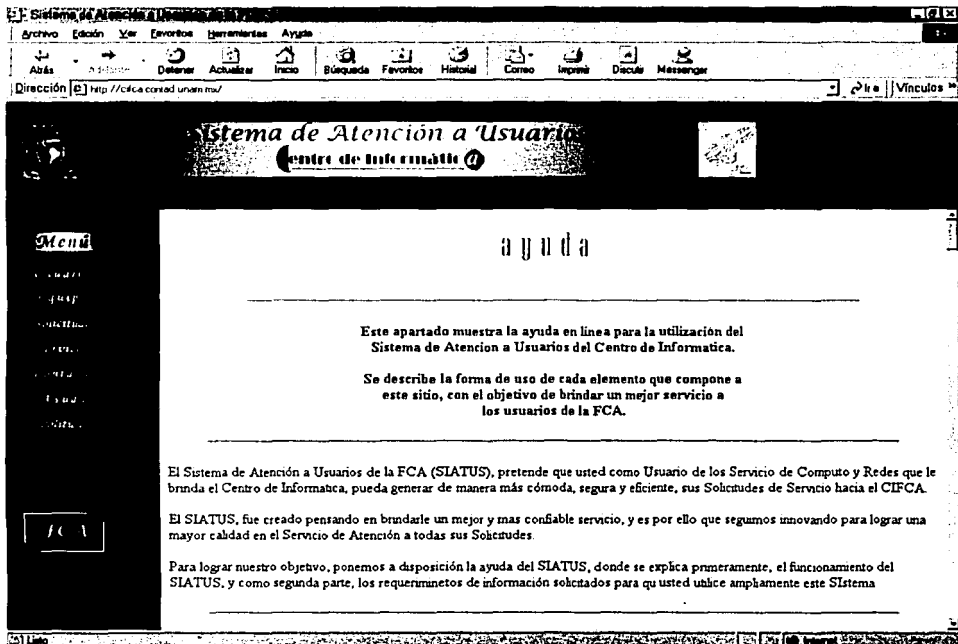 Sistema de Atención a
Archivo Edición Ver Favoritos Herramientas Ayuda
Atrás Adelante Detener Actualizar Inicio Búsqueda Favoritos Historial Correo Imprimir Discutir Messenger
Dirección http://cifca.contad.unam.mx/ Ir a Vínculos
Sistema de Atención a Usuarios
Centro de Informátic@
Menú
ayuda
Este apartado muestra la ayuda en linea para la utilización del
Sistema de Atencion a Usuarios del Centro de Informatica.
Se describe la forma de uso de cada elemento que compone a
este sitio, con el objetivo de brindar un mejor servicio a
los usuarios de la FCA.
El Sistema de Atención a Usuarios de la FCA (SIATUS), pretende que usted como Usuario de los Servicio de Computo y Redes que le
brinda el Centro de Informatica, pueda generar de manera más cómoda, segura y eficiente, sus Solicitudes de Servicio hacia el CIFCA.
El SIATUS, fue creado pensando en brindarle un mejor y mas confiable servicio, y es por ello que seguimos innovando para lograr una
mayor calidad en el Servicio de Atención a todas sus Solicitudes.
FCA
Para lograr nuestro objetivo, ponemos a disposición la ayuda del SIATUS, donde se explica primeramente, el funcionamiento del
SIATUS, y como segunda parte, los requeriminetos de información solicitados para qu usted utilice ampliamente este SIstema
Listo Internet